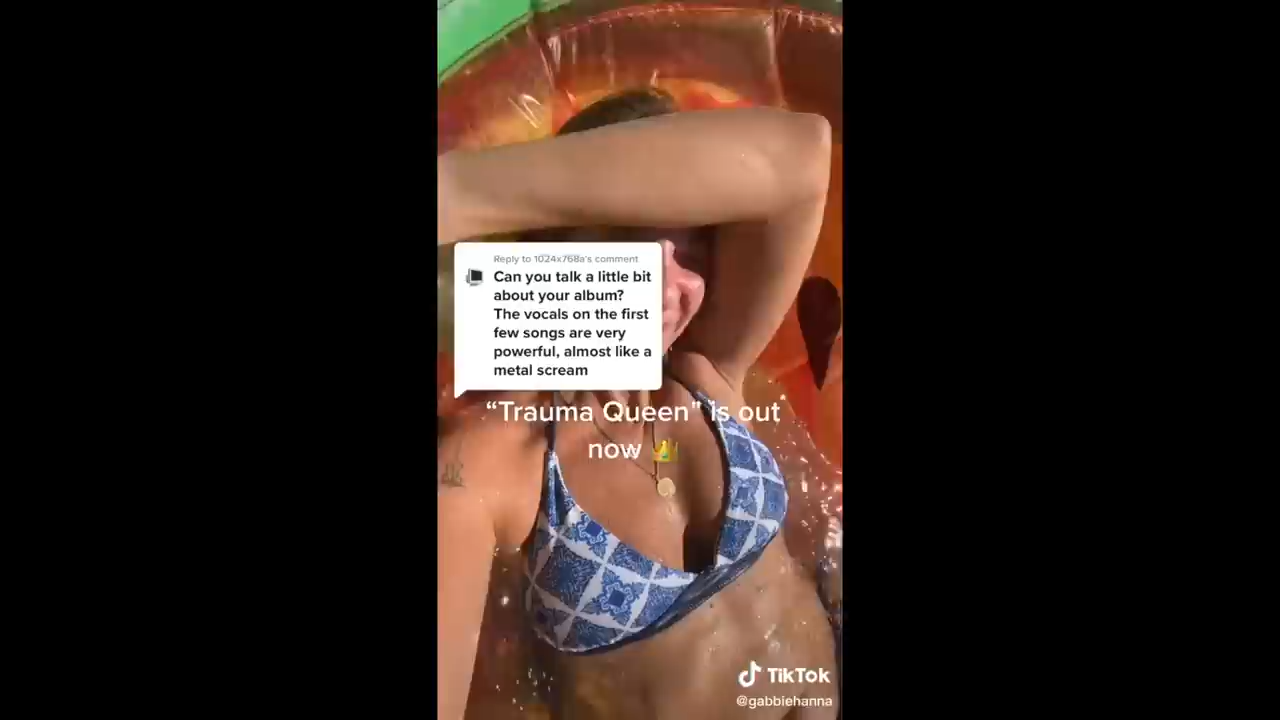 Reply to 1024x768a's comment
Can you talk a little bit
about your album?
The vocals on the first
few songs are very
powerful, almost like a
metal scream
“Trauma Queen" is out
now 👑
TikTok
@gabbiehanna